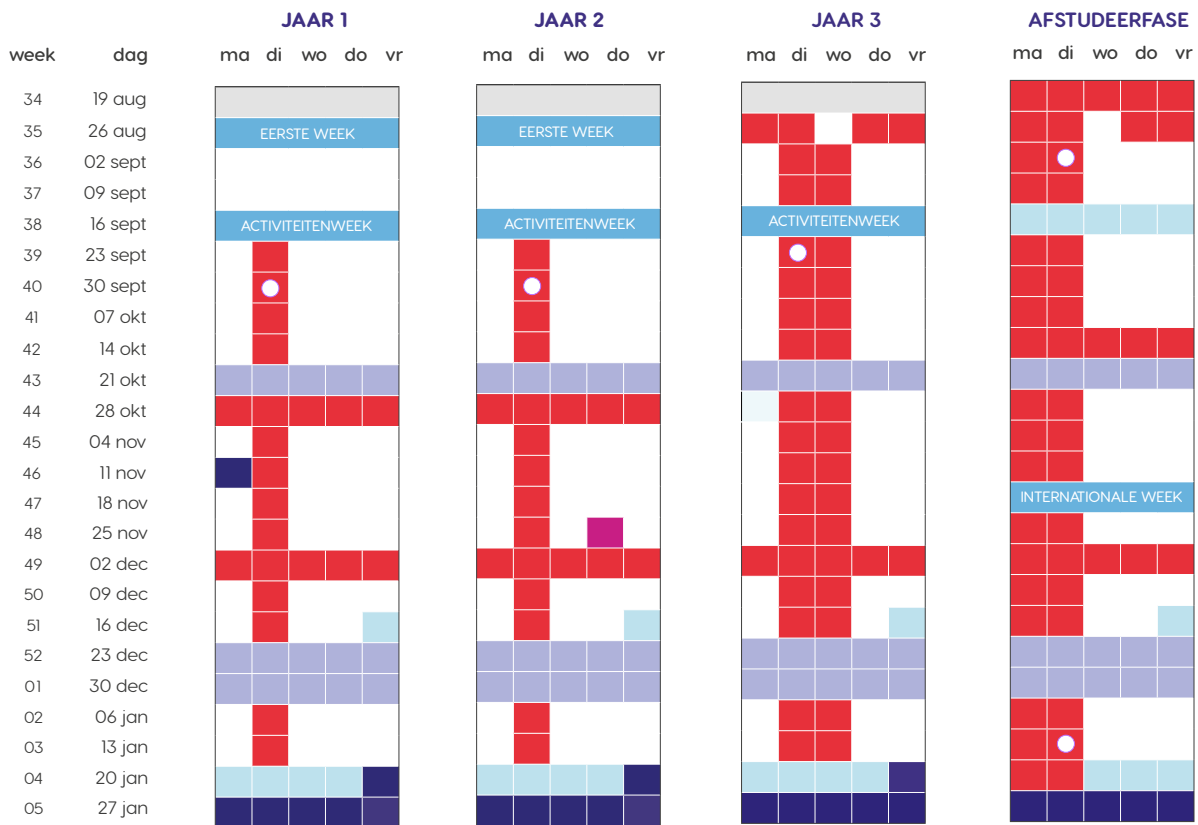 JAAR 1 JAAR 2 JAAR 3 AFSTUDEERFASE
week dag ma di wo do vr ma di wo do vr ma di wo do vr ma di wo do vr
34 19 aug
35 26 aug EERSTE WEEK EERSTE WEEK
36 02 sept
37 09 sept
38 16 sept ACTIVITEITENWEEK ACTIVITEITENWEEK ACTIVITEITENWEEK
39 23 sept
40 30 sept
41 07 okt
42 14 okt
43 21 okt
44 28 okt
45 04 nov
46 11 nov
47 18 nov INTERNATIONALE WEEK
48 25 nov
49 02 dec
50 09 dec
51 16 dec
52 23 dec
01 30 dec
02 06 jan
03 13 jan
04 20 jan
05 27 jan